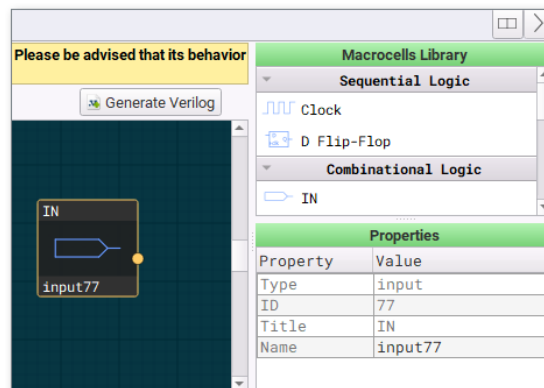 Please be advised that its behavior
Generate Verilog
IN
input77
Macrocells Library
Sequential Logic
Clock
D Flip-Flop
Combinational Logic
IN
Properties
Property Value
Type input
ID 77
Title IN
Name input77